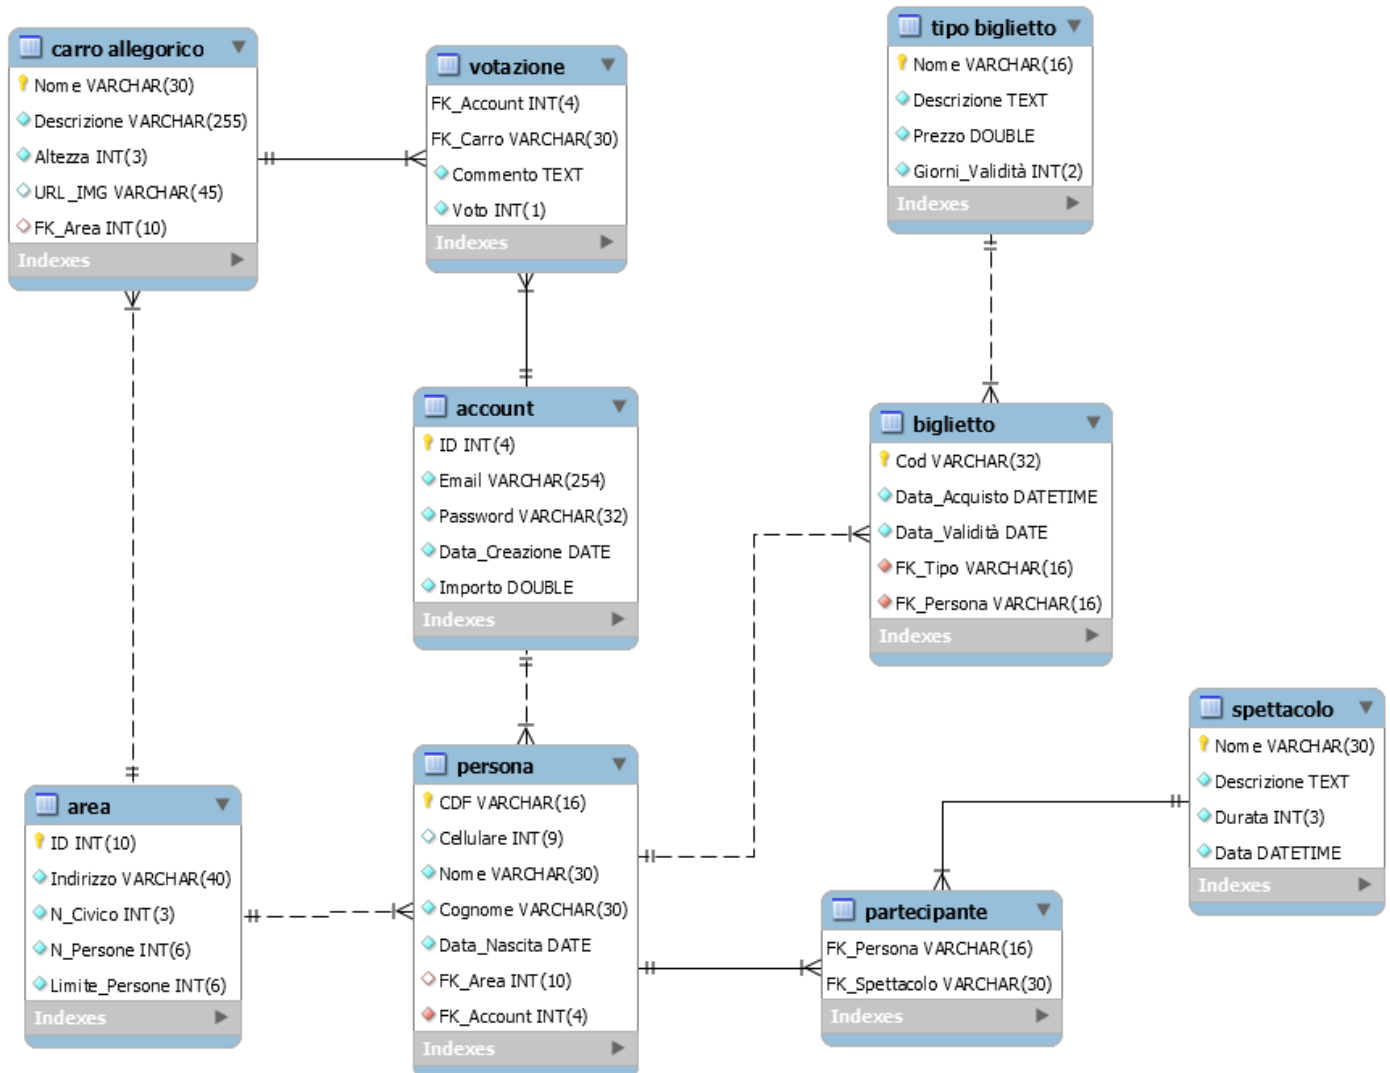 carro allegorico
Nome VARCHAR(30)
Descrizione VARCHAR(255)
Altezza INT(3)
URL_IMG VARCHAR(45)
FK_Area INT(10)
Indexes
votazione
FK_Account INT(4)
FK_Carro VARCHAR(30)
Commento TEXT
Voto INT(1)
Indexes
tipo biglietto
Nome VARCHAR(16)
Descrizione TEXT
Prezzo DOUBLE
Giorni_Validità INT(2)
Indexes
account
ID INT(4)
Email VARCHAR(254)
Password VARCHAR(32)
Data_Creazione DATE
Importo DOUBLE
Indexes
biglietto
Cod VARCHAR(32)
Data_Acquisto DATETIME
Data_Validità DATE
FK_Tipo VARCHAR(16)
FK_Persona VARCHAR(16)
Indexes
area
ID INT(10)
Indirizzo VARCHAR(40)
N_Civico INT(3)
N_Persone INT(6)
Limite_Persone INT(6)
Indexes
persona
CDF VARCHAR(16)
Cellulare INT(9)
Nome VARCHAR(30)
Cognome VARCHAR(30)
Data_Nascita DATE
FK_Area INT(10)
FK_Account INT(4)
Indexes
spettacolo
Nome VARCHAR(30)
Descrizione TEXT
Durata INT(3)
Data DATETIME
Indexes
partecipante
FK_Persona VARCHAR(16)
FK_Spettacolo VARCHAR(30)
Indexes